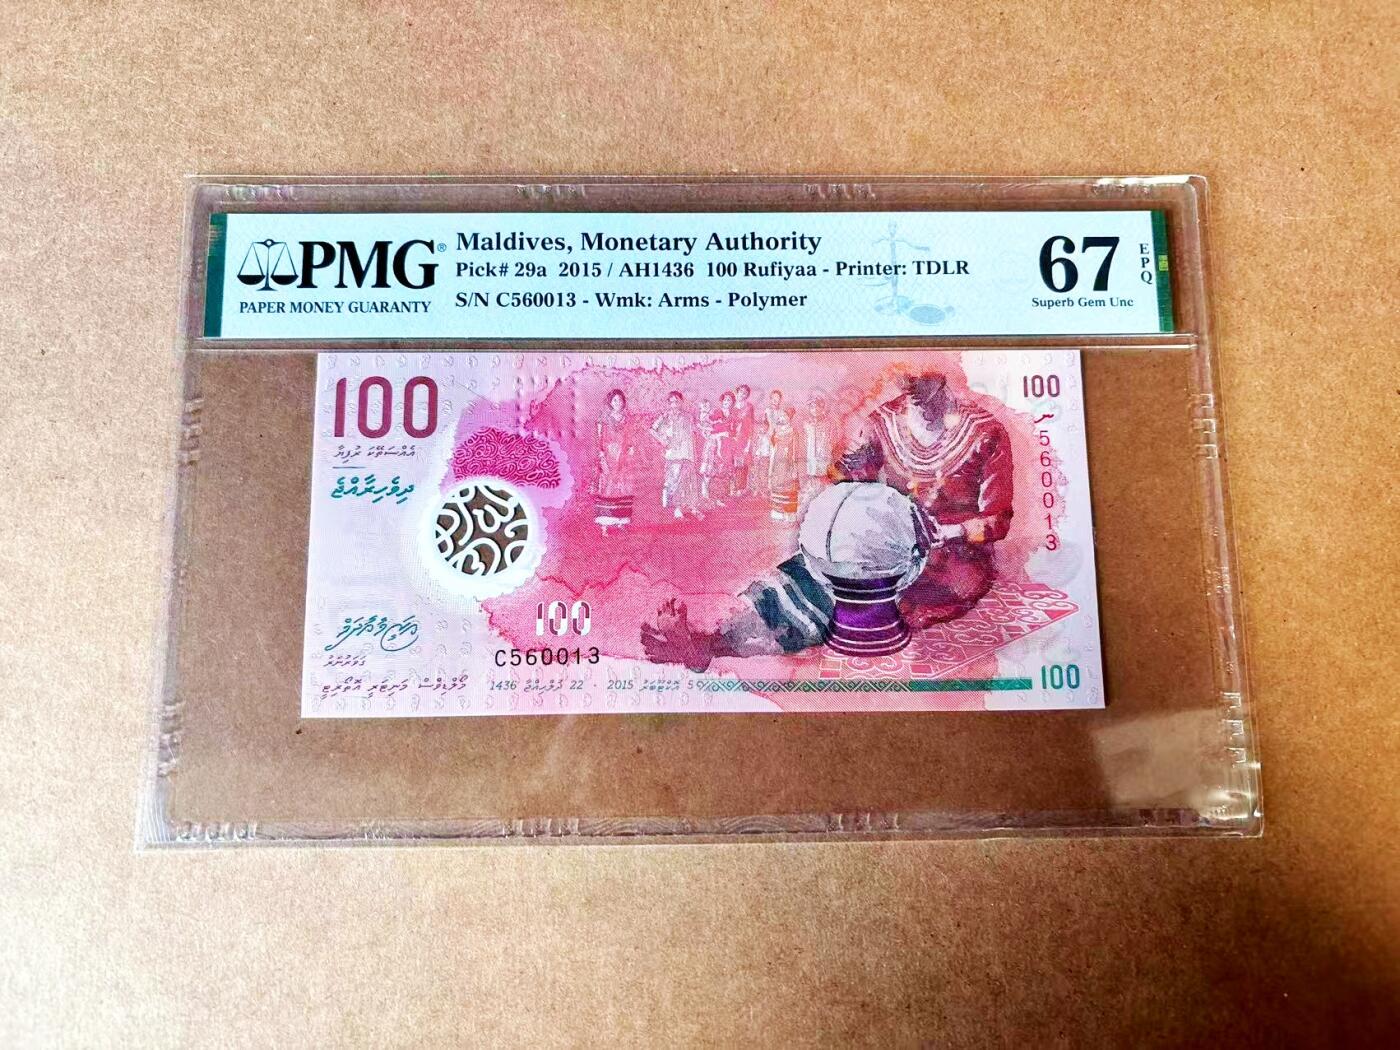 PMG®
PAPER MONEY GUARANTY
Maldives, Monetary Authority
Pick# 29a 2015 / AH1436 100 Rufiyaa - Printer: TDLR
S/N C560013 - Wmk: Arms - Polymer
67
EPQ
Superb Gem Unc
100
އެއްސަތޭކަ ރުފިޔާ
ދިވެހިރާއްޖެ
100
560013
100
C560013
ގަވަރުނަރު
މޯލްޑިވްސް މަނިޓަރީ އޮތޯރިޓީ
5 އޮކްޓޫބަރު 2015 - 22 ޛުލްޙިއްޖާ 1436
100